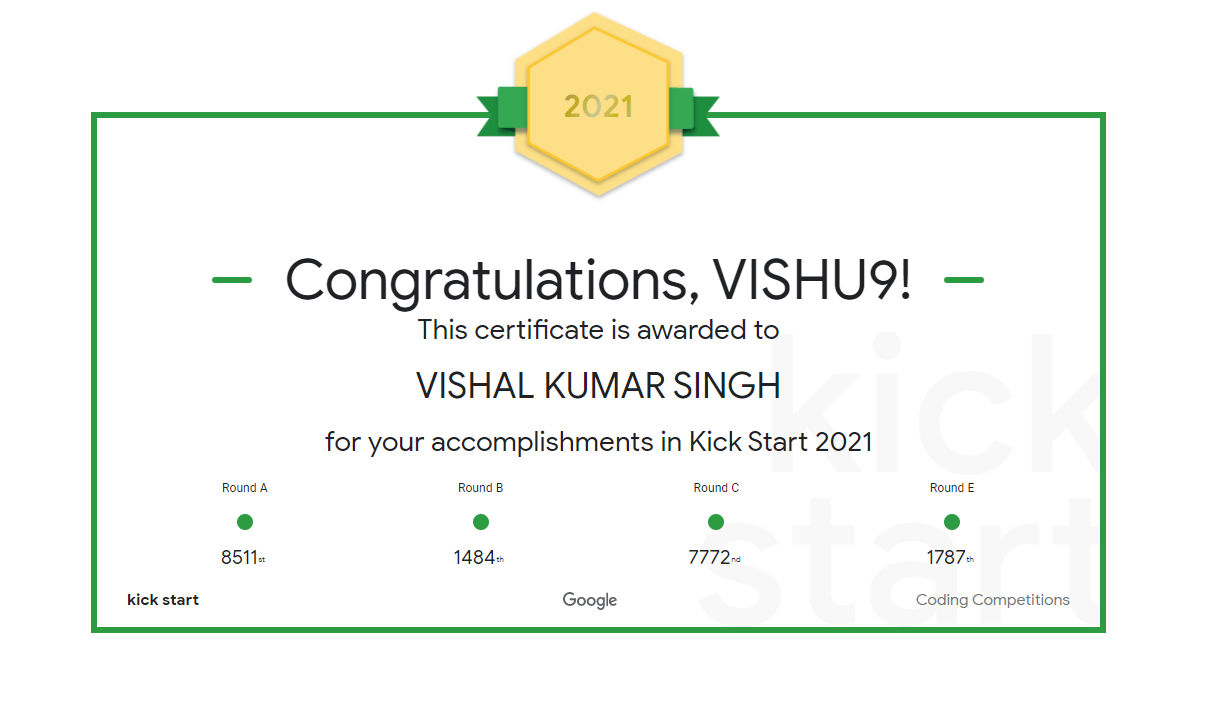 2021
Congratulations, VISHU9!
This certificate is awarded to
VISHAL KUMAR SINGH
for your accomplishments in Kick Start 2021
Round A Round B Round C Round E
8511st 1484th 7772nd 1787th
kick start Google Coding Competitions
kick
start